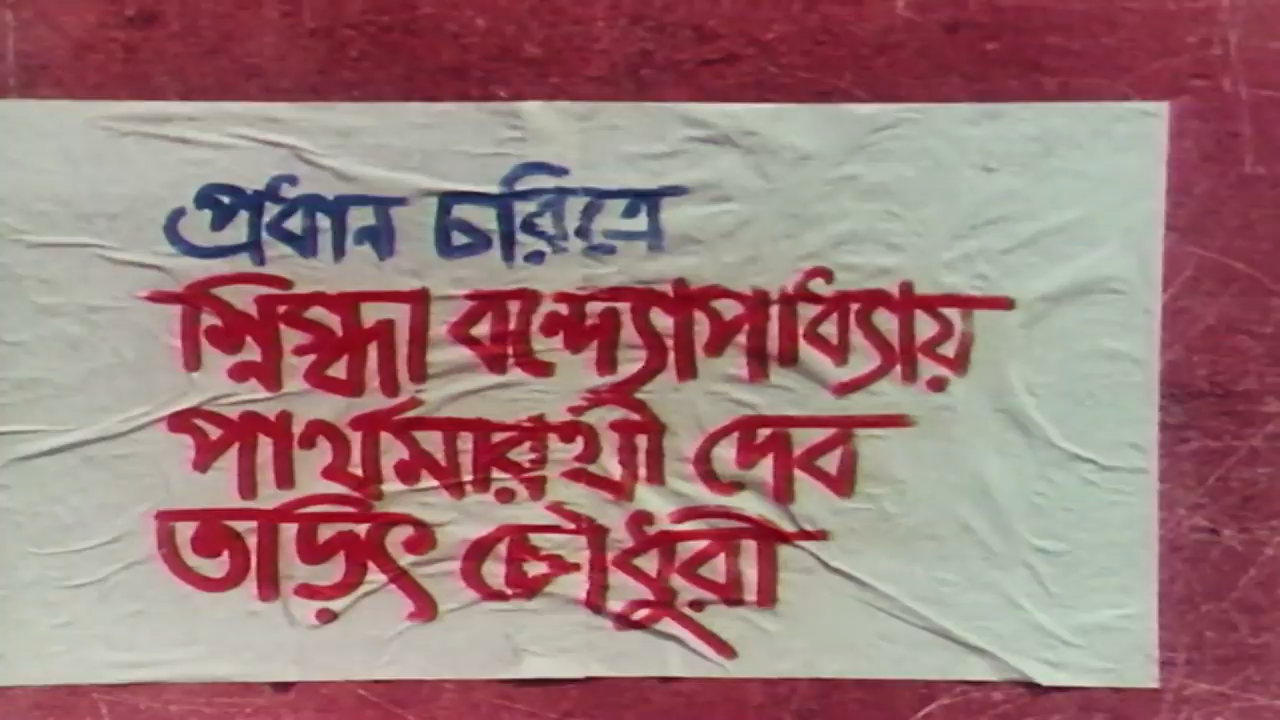 প্রধান চরিত্রে
স্নিগ্ধা বন্দ্যোপাধ্যায়
পার্থসারথী দেব
তড়িৎ চৌধুরী